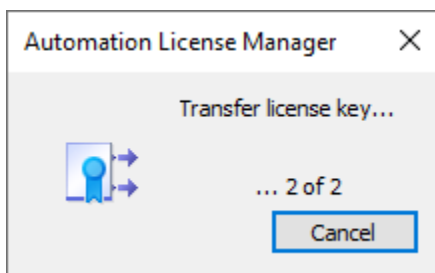 Automation License Manager
Transfer license key...
... 2 of 2
Cancel